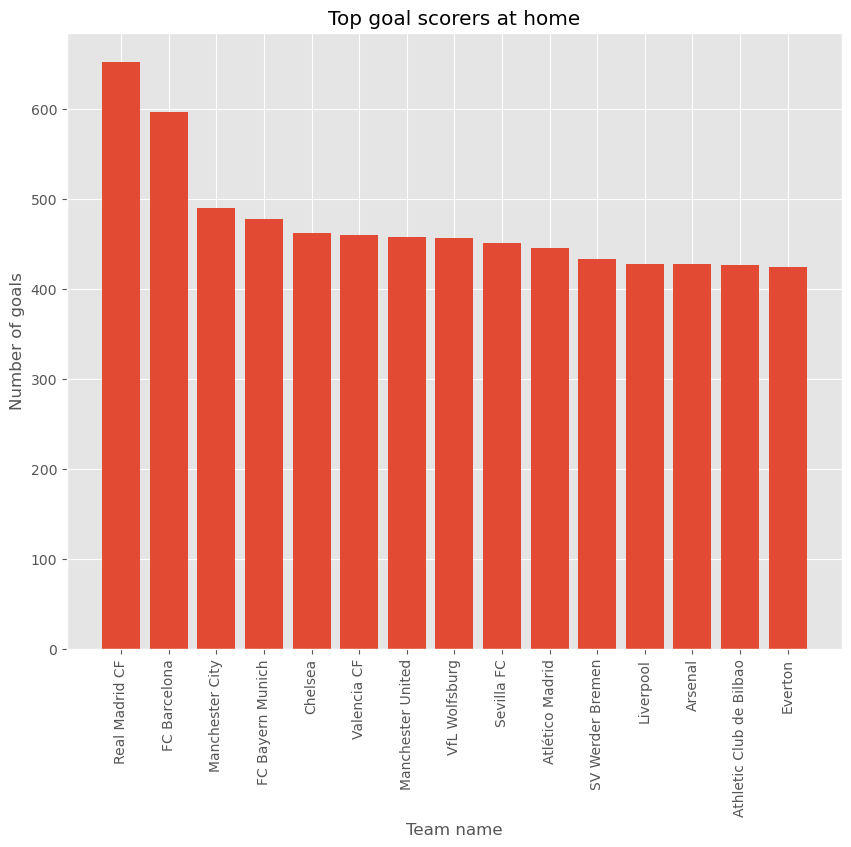 Top goal scorers at home
Number of goals
600
500
400
300
200
100
0
Real Madrid CF
FC Barcelona
Manchester City
FC Bayern Munich
Chelsea
Valencia CF
Manchester United
VfL Wolfsburg
Sevilla FC
Atlético Madrid
SV Werder Bremen
Liverpool
Arsenal
Athletic Club de Bilbao
Everton
Team name